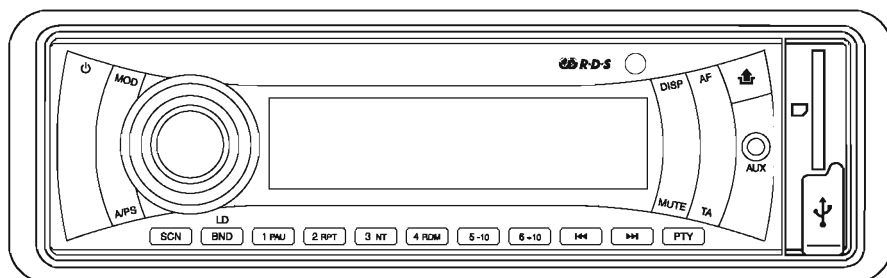 R·D·S
MOD
DISP
AF
AUX
A/PS
MUTE
TA
LD
SCN
BND
1 PAU
2 RPT
3 INT
4 RDM
5 -10
6 +10
PTY